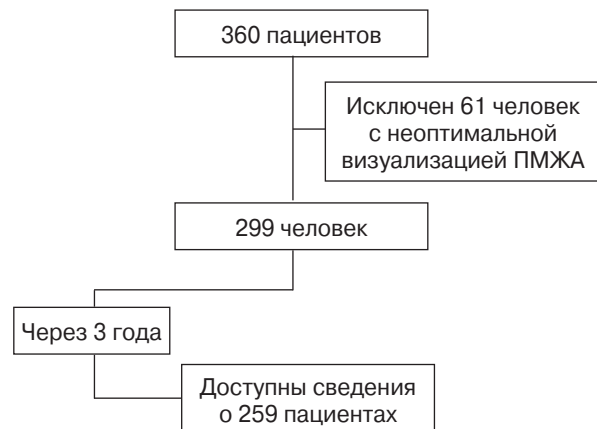 360 пациентов
Исключен 61 человек
с неоптимальной
визуализацией ПМЖА
299 человек
Через 3 года
Доступны сведения
о 259 пациентах